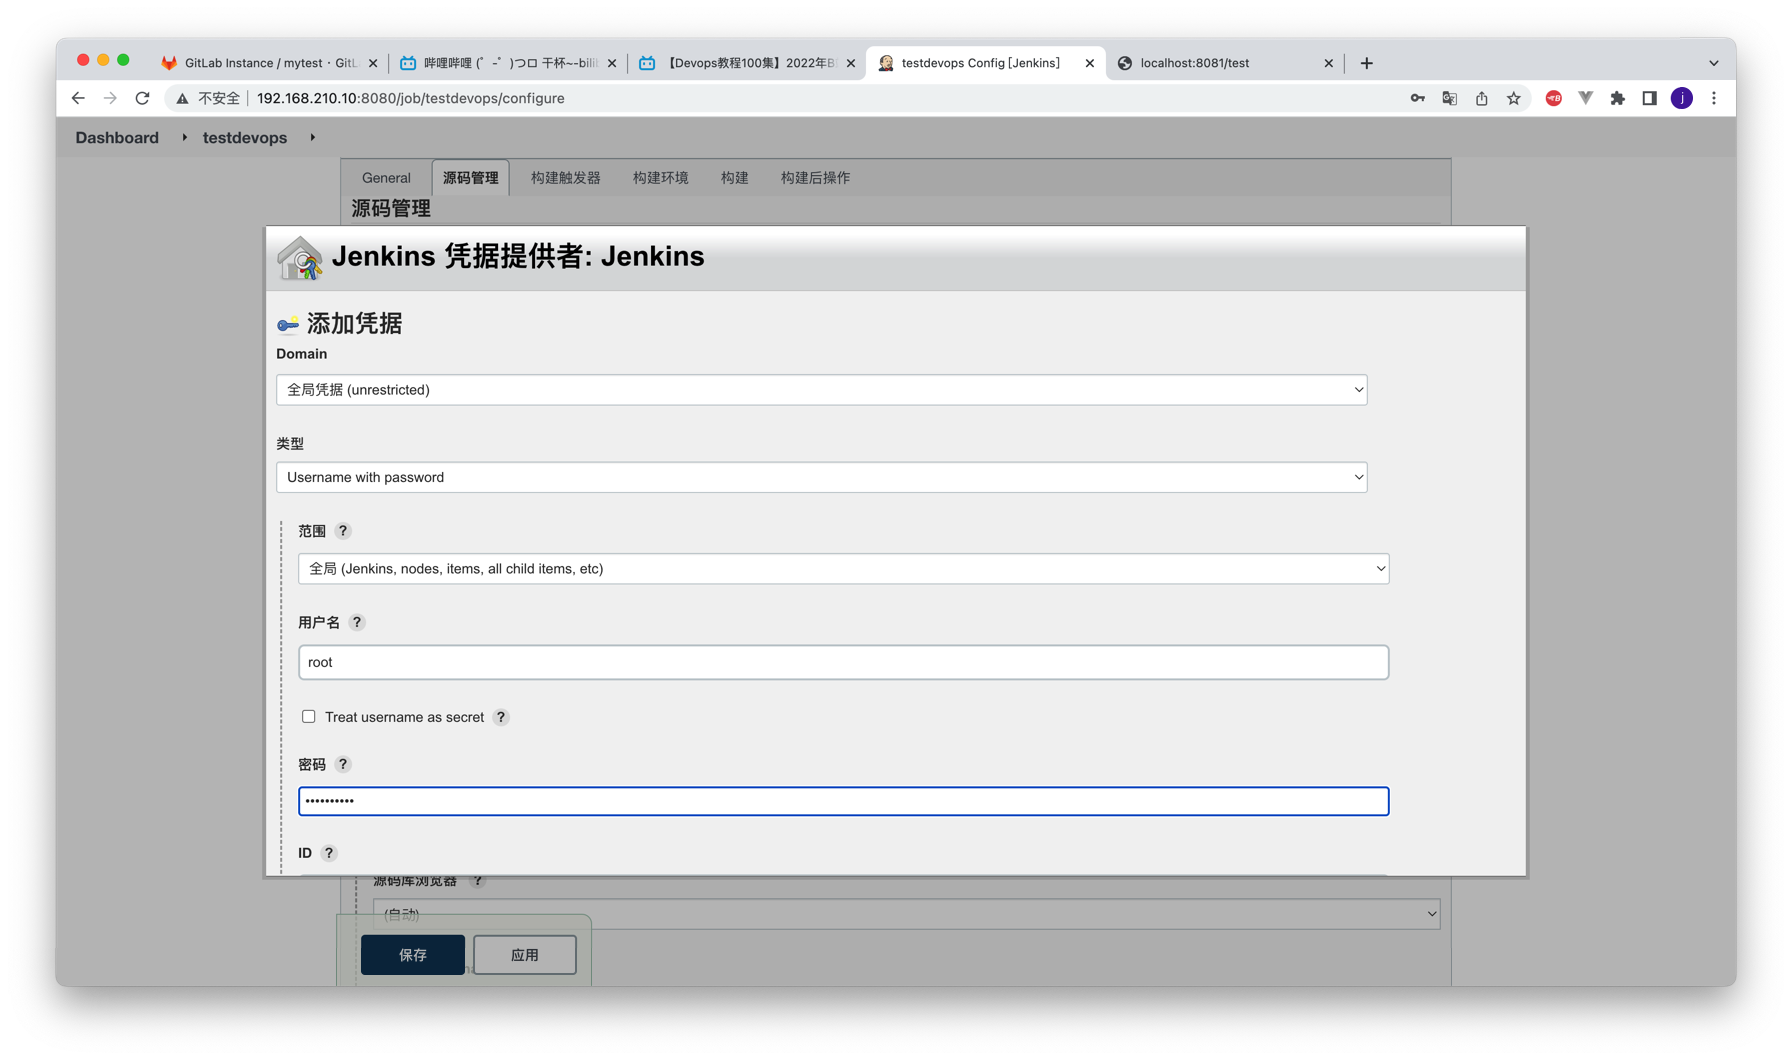 GitLab Instance / mytest · GitL
哔哩哔哩 (゜-゜)つロ 干杯~-bili
【Devops教程100集】2022年B
testdevops Config [Jenkins]
localhost:8081/test
不安全
192.168.210.10:8080/job/testdevops/configure
j
Dashboard
testdevops
General
源码管理
构建触发器
构建环境
构建
构建后操作
源码管理
Jenkins 凭据提供者: Jenkins
添加凭据
Domain
全局凭据 (unrestricted)
类型
Username with password
范围 ?
全局 (Jenkins, nodes, items, all child items, etc)
用户名 ?
root
Treat username as secret ?
密码 ?
••••••••••
ID ?
源码库浏览器 ?
(自动)
保存
应用